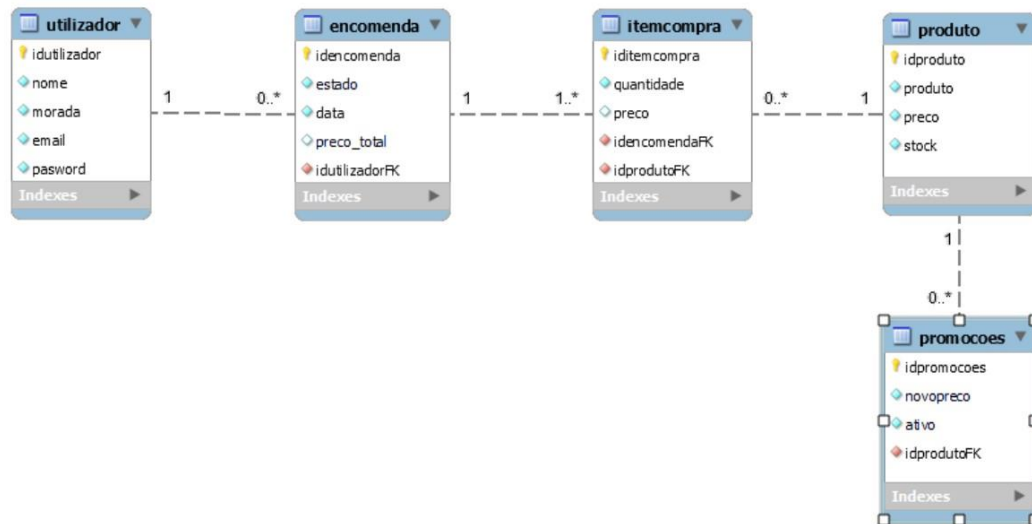 utilizador
idutilizador
nome
morada
email
pasword
Indexes
1
0..*
encomenda
idencomenda
estado
data
preco_total
idutilizadorFK
Indexes
1
1..*
itemcompra
iditemcompra
quantidade
preco
idencomendaFK
idprodutoFK
Indexes
0..*
1
produto
idproduto
produto
preco
stock
Indexes
1
0..*
promocoes
idpromocoes
novopreco
ativo
idprodutoFK
Indexes